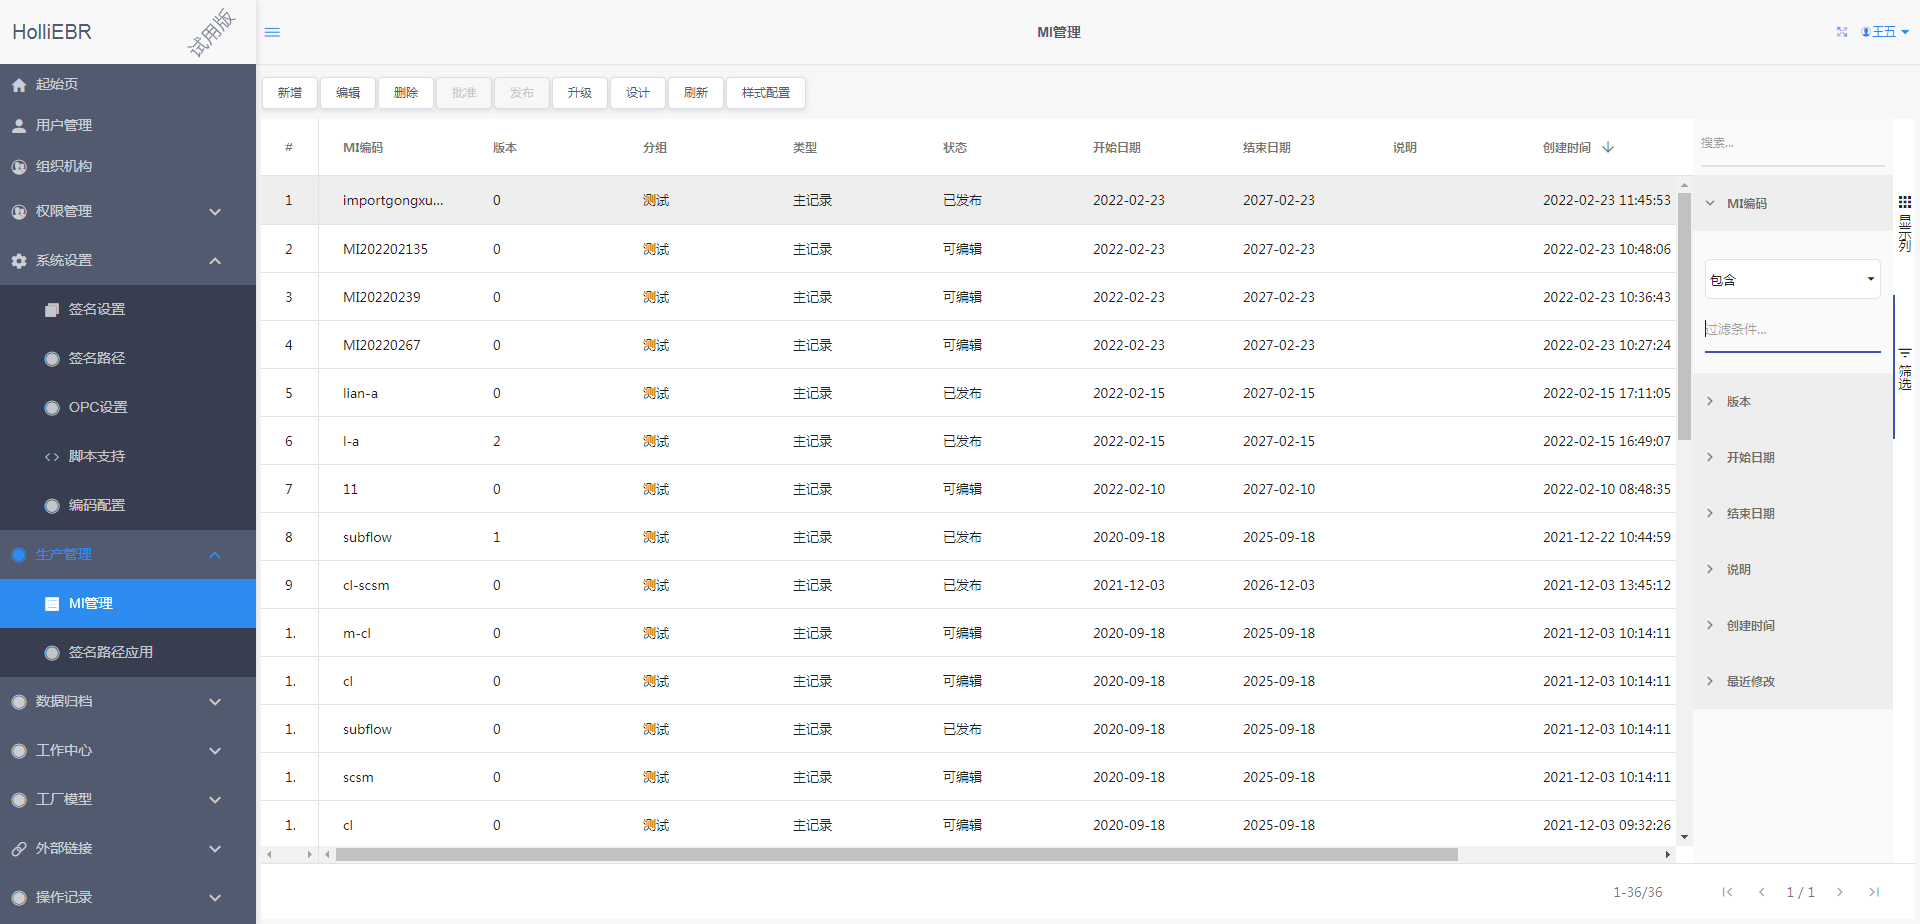 HolliEBR 试用版
MI管理
王五
起始页
用户管理
组织机构
权限管理
系统设置
签名设置
签名路径
OPC设置
脚本支持
编码配置
生产管理
MI管理
签名路径应用
数据归档
工作中心
工厂模型
外部链接
操作记录
新增 编辑 删除 批准 发布 升级 设计 刷新 样式配置
# MI编码 版本 分组 类型 状态 开始日期 结束日期 说明 创建时间
1 importgongxu... 0 测试 主记录 已发布 2022-02-23 2027-02-23 2022-02-23 11:45:53
2 MI202202135 0 测试 主记录 可编辑 2022-02-23 2027-02-23 2022-02-23 10:48:06
3 MI20220239 0 测试 主记录 可编辑 2022-02-23 2027-02-23 2022-02-23 10:36:43
4 MI20220267 0 测试 主记录 可编辑 2022-02-23 2027-02-23 2022-02-23 10:27:24
5 lian-a 0 测试 主记录 已发布 2022-02-15 2027-02-15 2022-02-15 17:11:05
6 l-a 2 测试 主记录 已发布 2022-02-15 2027-02-15 2022-02-15 16:49:07
7 11 0 测试 主记录 可编辑 2022-02-10 2027-02-10 2022-02-10 08:48:35
8 subflow 1 测试 主记录 已发布 2020-09-18 2025-09-18 2021-12-22 10:44:59
9 cl-scsm 0 测试 主记录 已发布 2021-12-03 2026-12-03 2021-12-03 13:45:12
1. m-cl 0 测试 主记录 可编辑 2020-09-18 2025-09-18 2021-12-03 10:14:11
1. cl 0 测试 主记录 可编辑 2020-09-18 2025-09-18 2021-12-03 10:14:11
1. subflow 0 测试 主记录 已发布 2020-09-18 2025-09-18 2021-12-03 10:14:11
1. scsm 0 测试 主记录 可编辑 2020-09-18 2025-09-18 2021-12-03 10:14:11
1. cl 0 测试 主记录 可编辑 2020-09-18 2025-09-18 2021-12-03 09:32:26
1-36/36 1 / 1
搜索...
MI编码
包含
过滤条件...
版本
开始日期
结束日期
说明
创建时间
最近修改
显示列
筛选